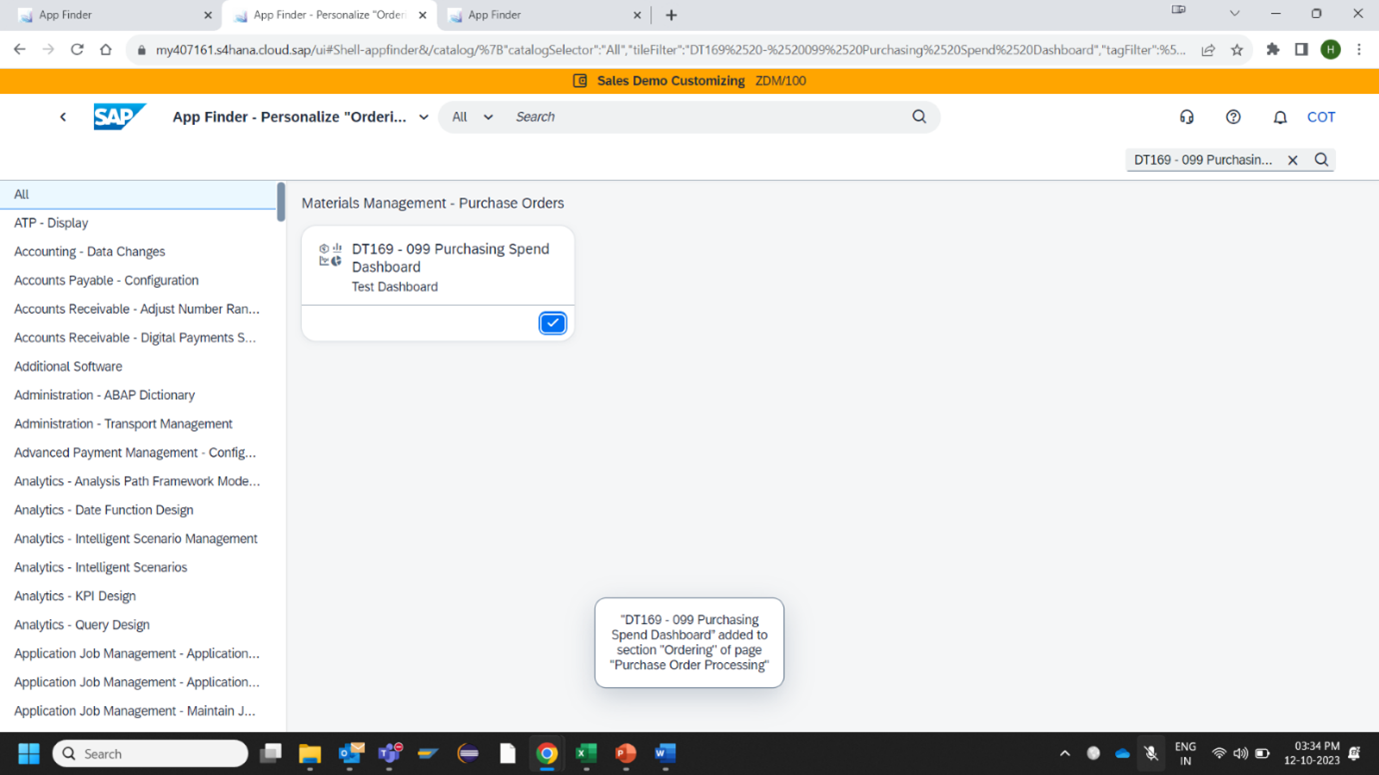 App Finder
App Finder - Personalize "Orderi
App Finder
my407161.s4hana.cloud.sap/ui#Shell-appfinder&/catalog/%7B"catalogSelector":"All","tileFilter":"DT169%2520-%2520099%2520Purchasing%2520Spend%2520Dashboard","tagFilter":%5...
H
Sales Demo Customizing ZDM/100
SAP
App Finder - Personalize "Orderi...
All
Search
COT
DT169 - 099 Purchasin...
All
ATP - Display
Accounting - Data Changes
Accounts Payable - Configuration
Accounts Receivable - Adjust Number Ran...
Accounts Receivable - Digital Payments S...
Additional Software
Administration - ABAP Dictionary
Administration - Transport Management
Advanced Payment Management - Config...
Analytics - Analysis Path Framework Mode...
Analytics - Date Function Design
Analytics - Intelligent Scenario Management
Analytics - Intelligent Scenarios
Analytics - KPI Design
Analytics - Query Design
Application Job Management - Application...
Application Job Management - Application...
Application Job Management - Maintain J...
Materials Management - Purchase Orders
DT169 - 099 Purchasing Spend
Dashboard
Test Dashboard
"DT169 - 099 Purchasing
Spend Dashboard" added to
section "Ordering" of page
"Purchase Order Processing"
Search
ENG
IN
03:34 PM
12-10-2023